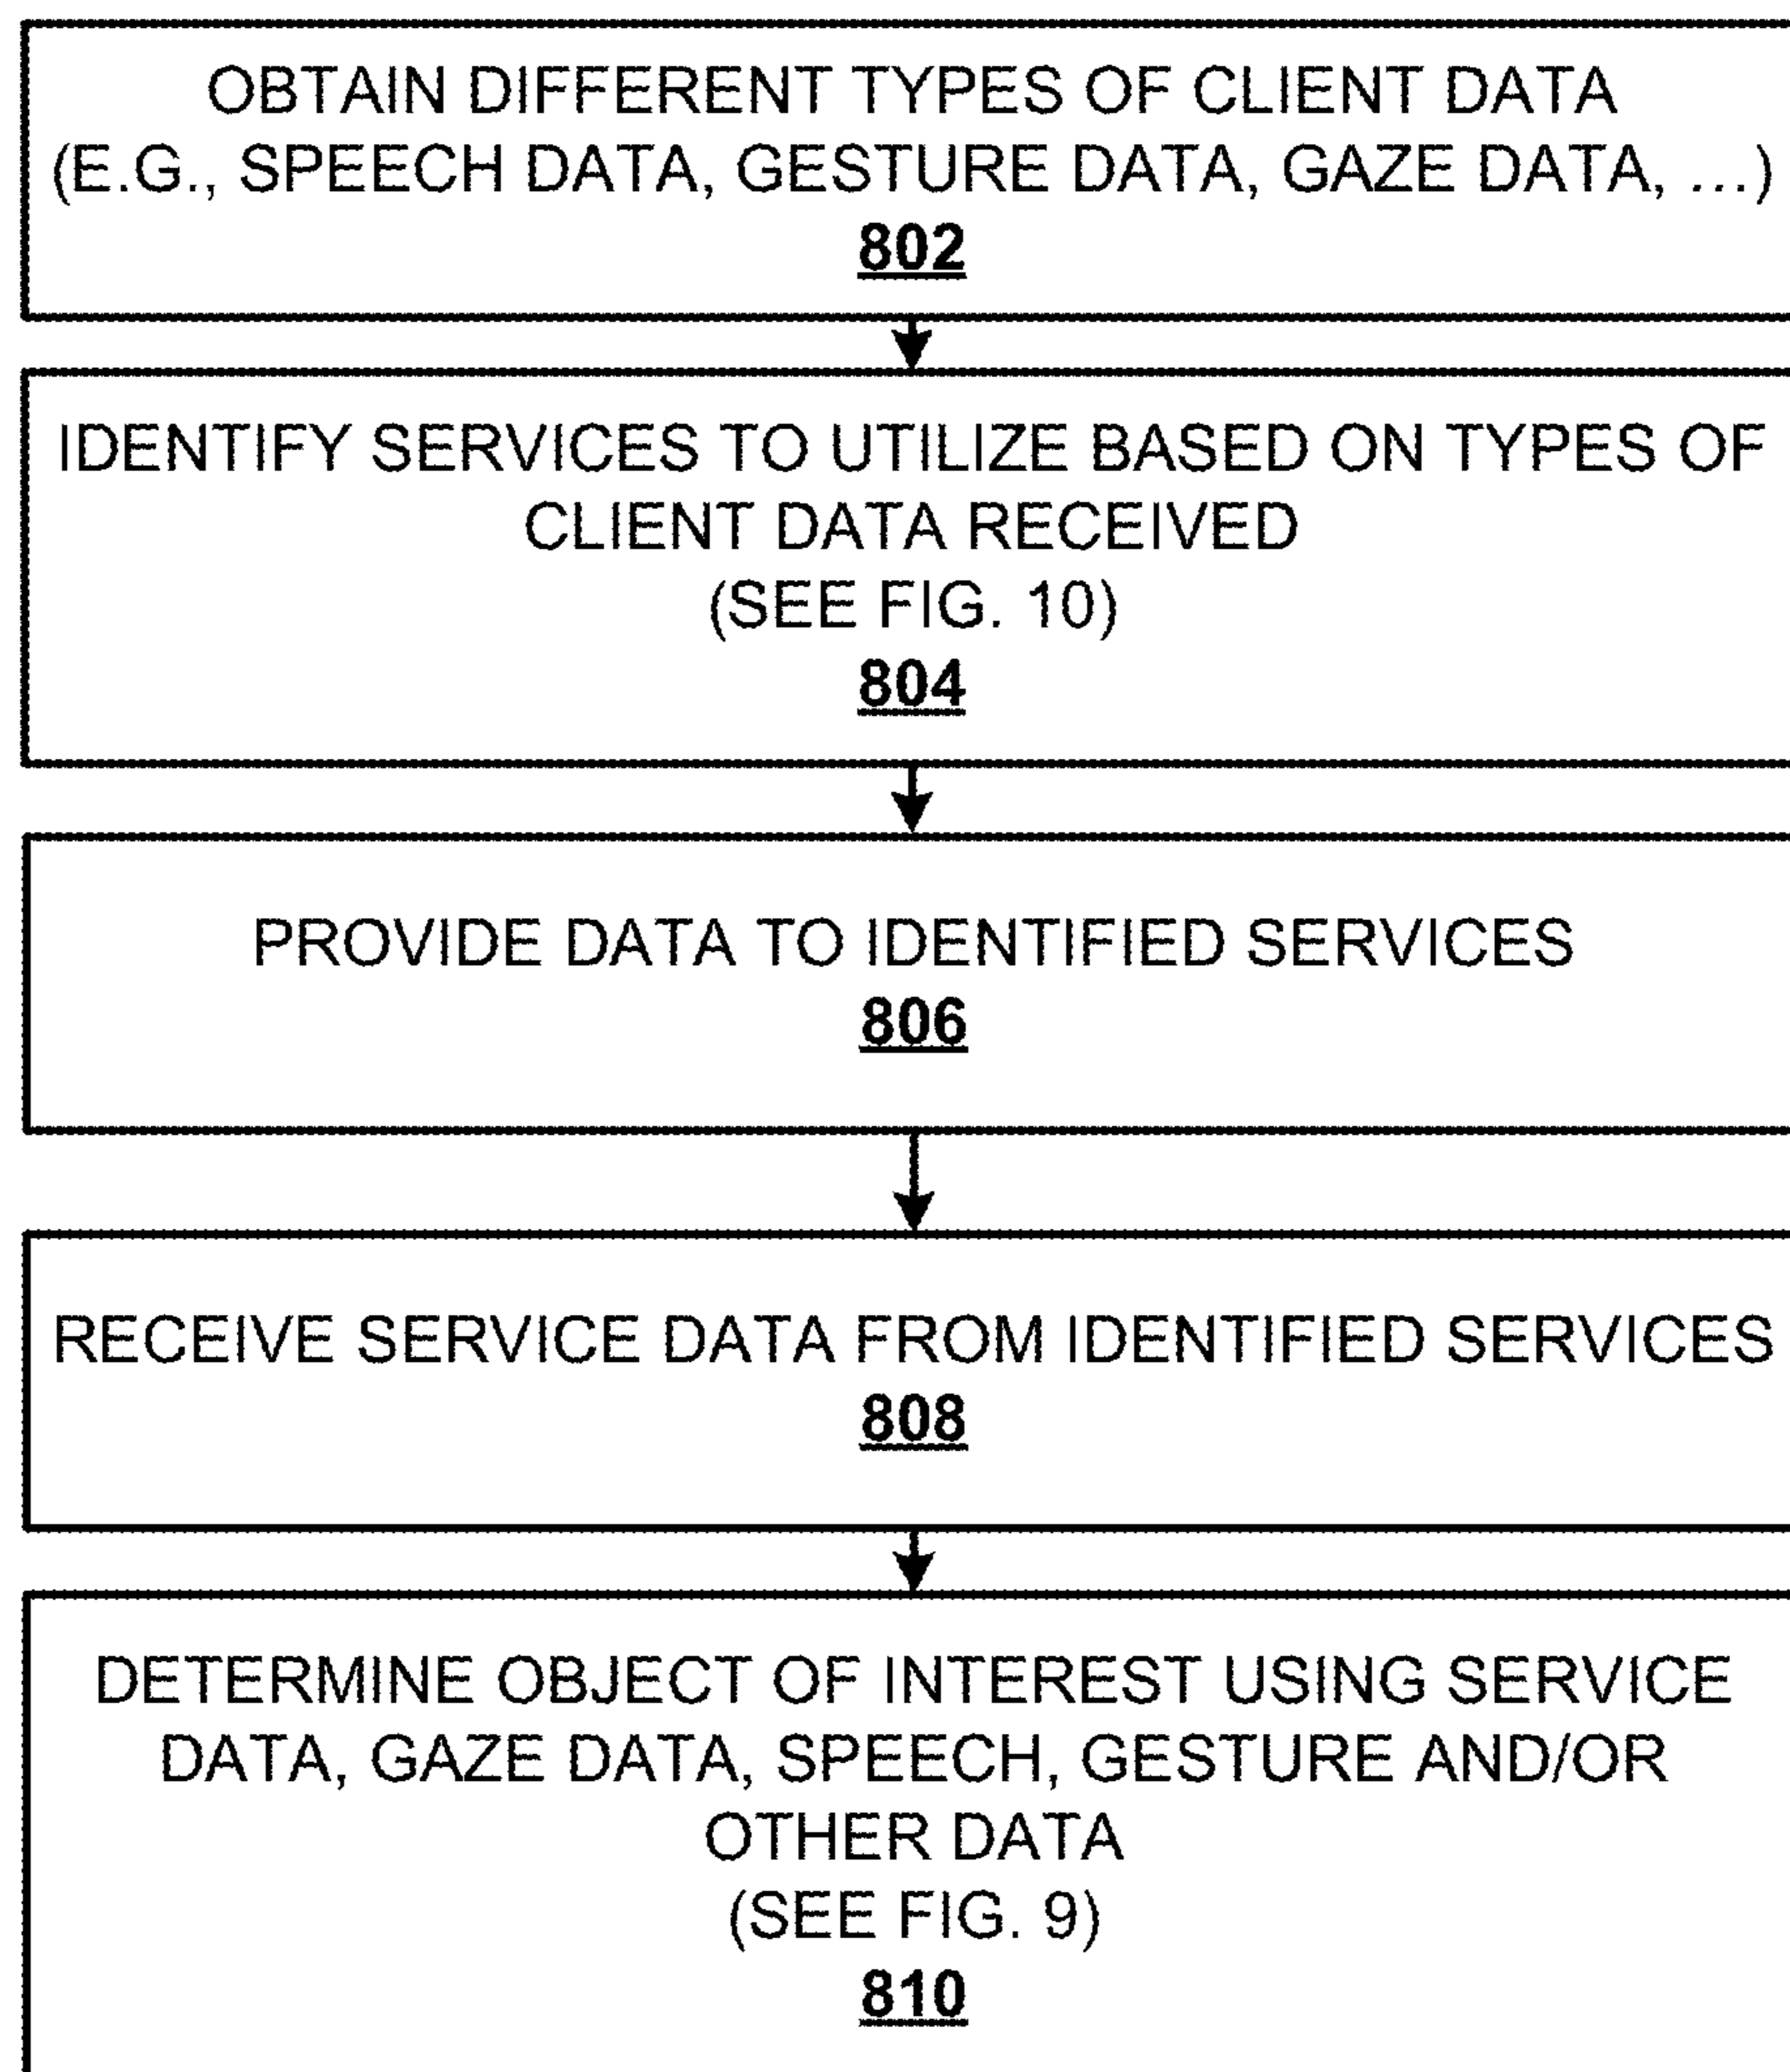 OBTAIN DIFFERENT TYPES OF CLIENT DATA
(E.G., SPEECH DATA, GESTURE DATA, GAZE DATA, ...)
802
IDENTIFY SERVICES TO UTILIZE BASED ON TYPES OF
CLIENT DATA RECEIVED
(SEE FIG. 10)
804
PROVIDE DATA TO IDENTIFIED SERVICES
806
RECEIVE SERVICE DATA FROM IDENTIFIED SERVICES
808
DETERMINE OBJECT OF INTEREST USING SERVICE
DATA, GAZE DATA, SPEECH, GESTURE AND/OR
OTHER DATA
(SEE FIG. 9)
810